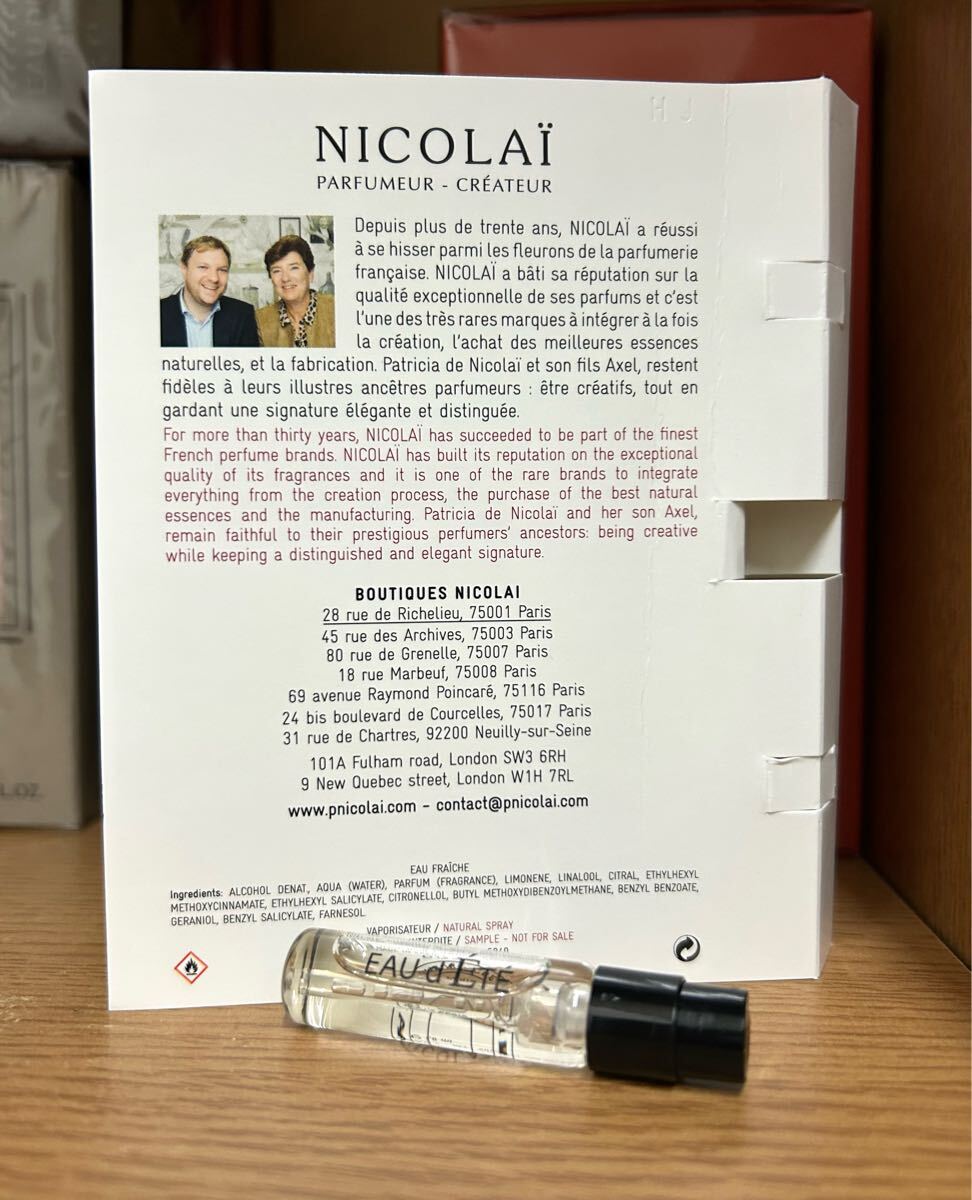 NICOLAÏ
PARFUMEUR - CRÉATEUR
Depuis plus de trente ans, NICOLAÏ a réussi
à se hisser parmi les fleurons de la parfumerie
française. NICOLAÏ a bâti sa réputation sur la
qualité exceptionnelle de ses parfums et c'est
l'une des très rares marques à intégrer à la fois
la création, l'achat des meilleures essences
naturelles, et la fabrication. Patricia de Nicolaï et son fils Axel, restent
fidèles à leurs illustres ancêtres parfumeurs : être créatifs, tout en
gardant une signature élégante et distinguée.
For more than thirty years, NICOLAÏ has succeeded to be part of the finest
French perfume brands. NICOLAÏ has built its reputation on the exceptional
quality of its fragrances and it is one of the rare brands to integrate
everything from the creation process, the purchase of the best natural
essences and the manufacturing. Patricia de Nicolaï and her son Axel,
remain faithful to their prestigious perfumers' ancestors: being creative
while keeping a distinguished and elegant signature.
BOUTIQUES NICOLAI
28 rue de Richelieu, 75001 Paris
45 rue des Archives, 75003 Paris
80 rue de Grenelle, 75007 Paris
18 rue Marbeuf, 75008 Paris
69 avenue Raymond Poincaré, 75116 Paris
24 bis boulevard de Courcelles, 75017 Paris
31 rue de Chartres, 92200 Neuilly-sur-Seine
101A Fulham road, London SW3 6RH
9 New Quebec street, London W1H 7RL
www.pnicolai.com - contact@pnicolai.com
EAU FRAÎCHE
Ingredients: ALCOHOL DENAT, AQUA (WATER), PARFUM (FRAGRANCE), LIMONENE, LINALOOL, CITRAL, ETHYLHEXYL
METHOXYCINNAMATE, ETHYLHEXYL SALICYLATE, CITRONELLOL, BUTYL METHOXYDIBENZOYLMETHANE, BENZYL BENZOATE,
GERANIOL, BENZYL SALICYLATE, FARNESOL
VAPORISATEUR / NATURAL SPRAY
/ SAMPLE - NOT FOR SALE
EAU d'ÉTÉ